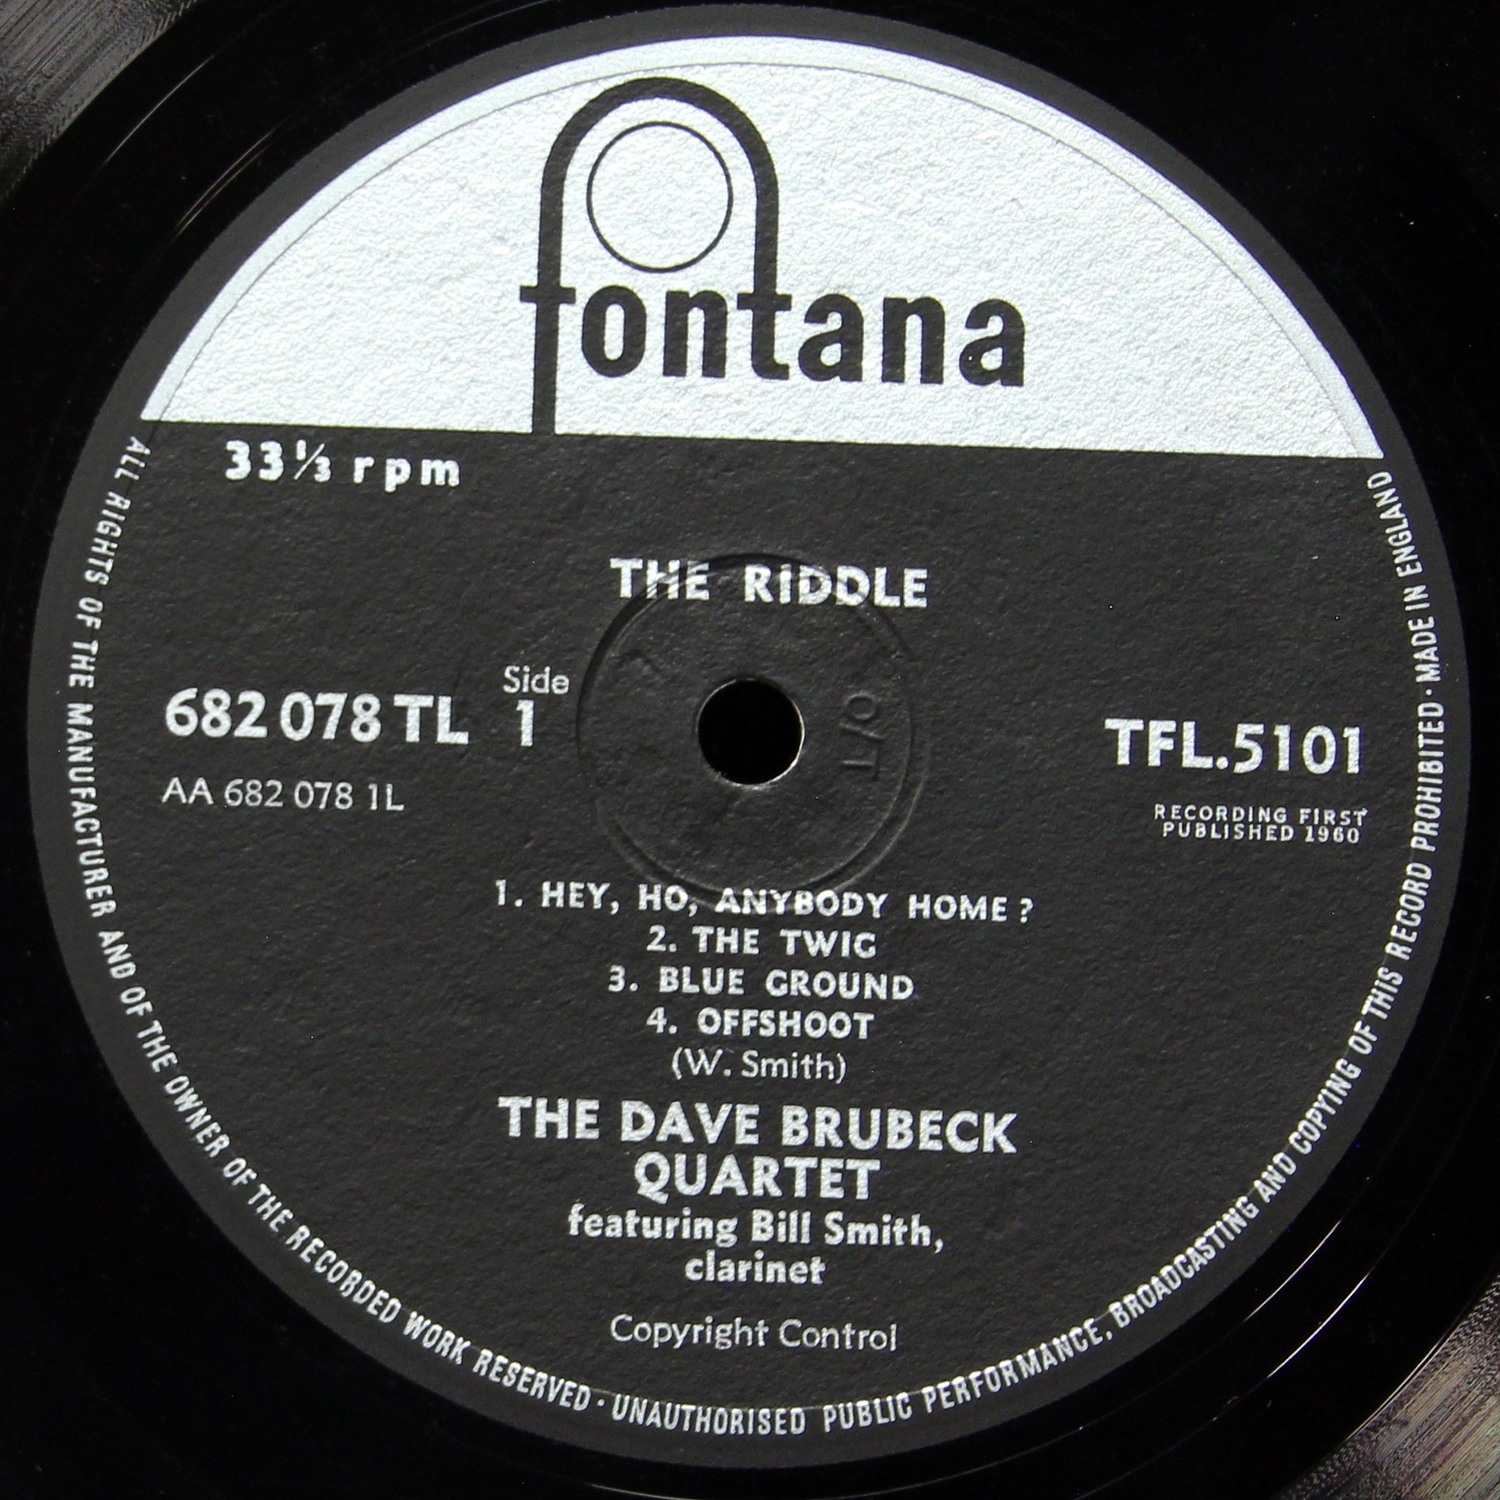 fontana
33⅓ rpm
THE RIDDLE
Side
682 078 TL 1
TFL.5101
AA 682 078 1L
RECORDING FIRST
PUBLISHED 1960
O/T
1. HEY, HO, ANYBODY HOME?
2. THE TWIG
3. BLUE GROUND
4. OFFSHOOT
(W. Smith)
THE DAVE BRUBECK
QUARTET
featuring Bill Smith,
clarinet
Copyright Control
ALL RIGHTS OF THE MANUFACTURER AND OF THE OWNER OF THE RECORDED WORK RESERVED · UNAUTHORISED PUBLIC PERFORMANCE, BROADCASTING AND COPYING OF THIS RECORD PROHIBITED · MADE IN ENGLAND